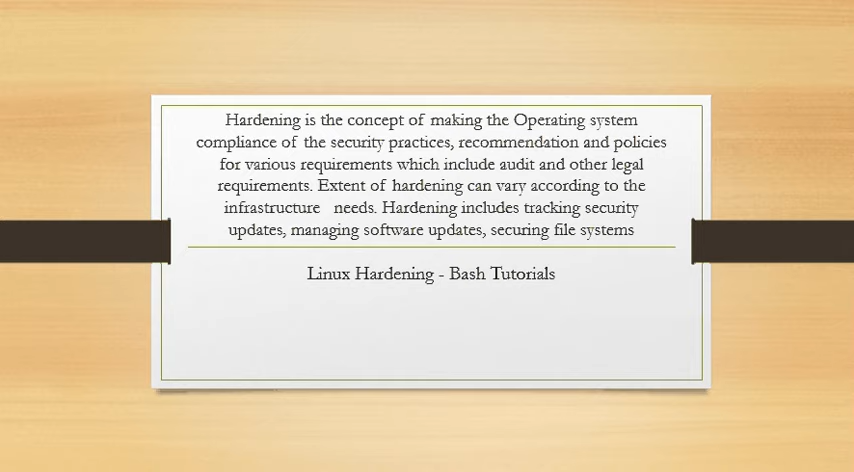 Hardening is the concept of making the Operating system
compliance of the security practices, recommendation and policies
for various requirements which include audit and other legal
requirements. Extent of hardening can vary according to the
infrastructure needs. Hardening includes tracking security
updates, managing software updates, securing file systems
Linux Hardening - Bash Tutorials